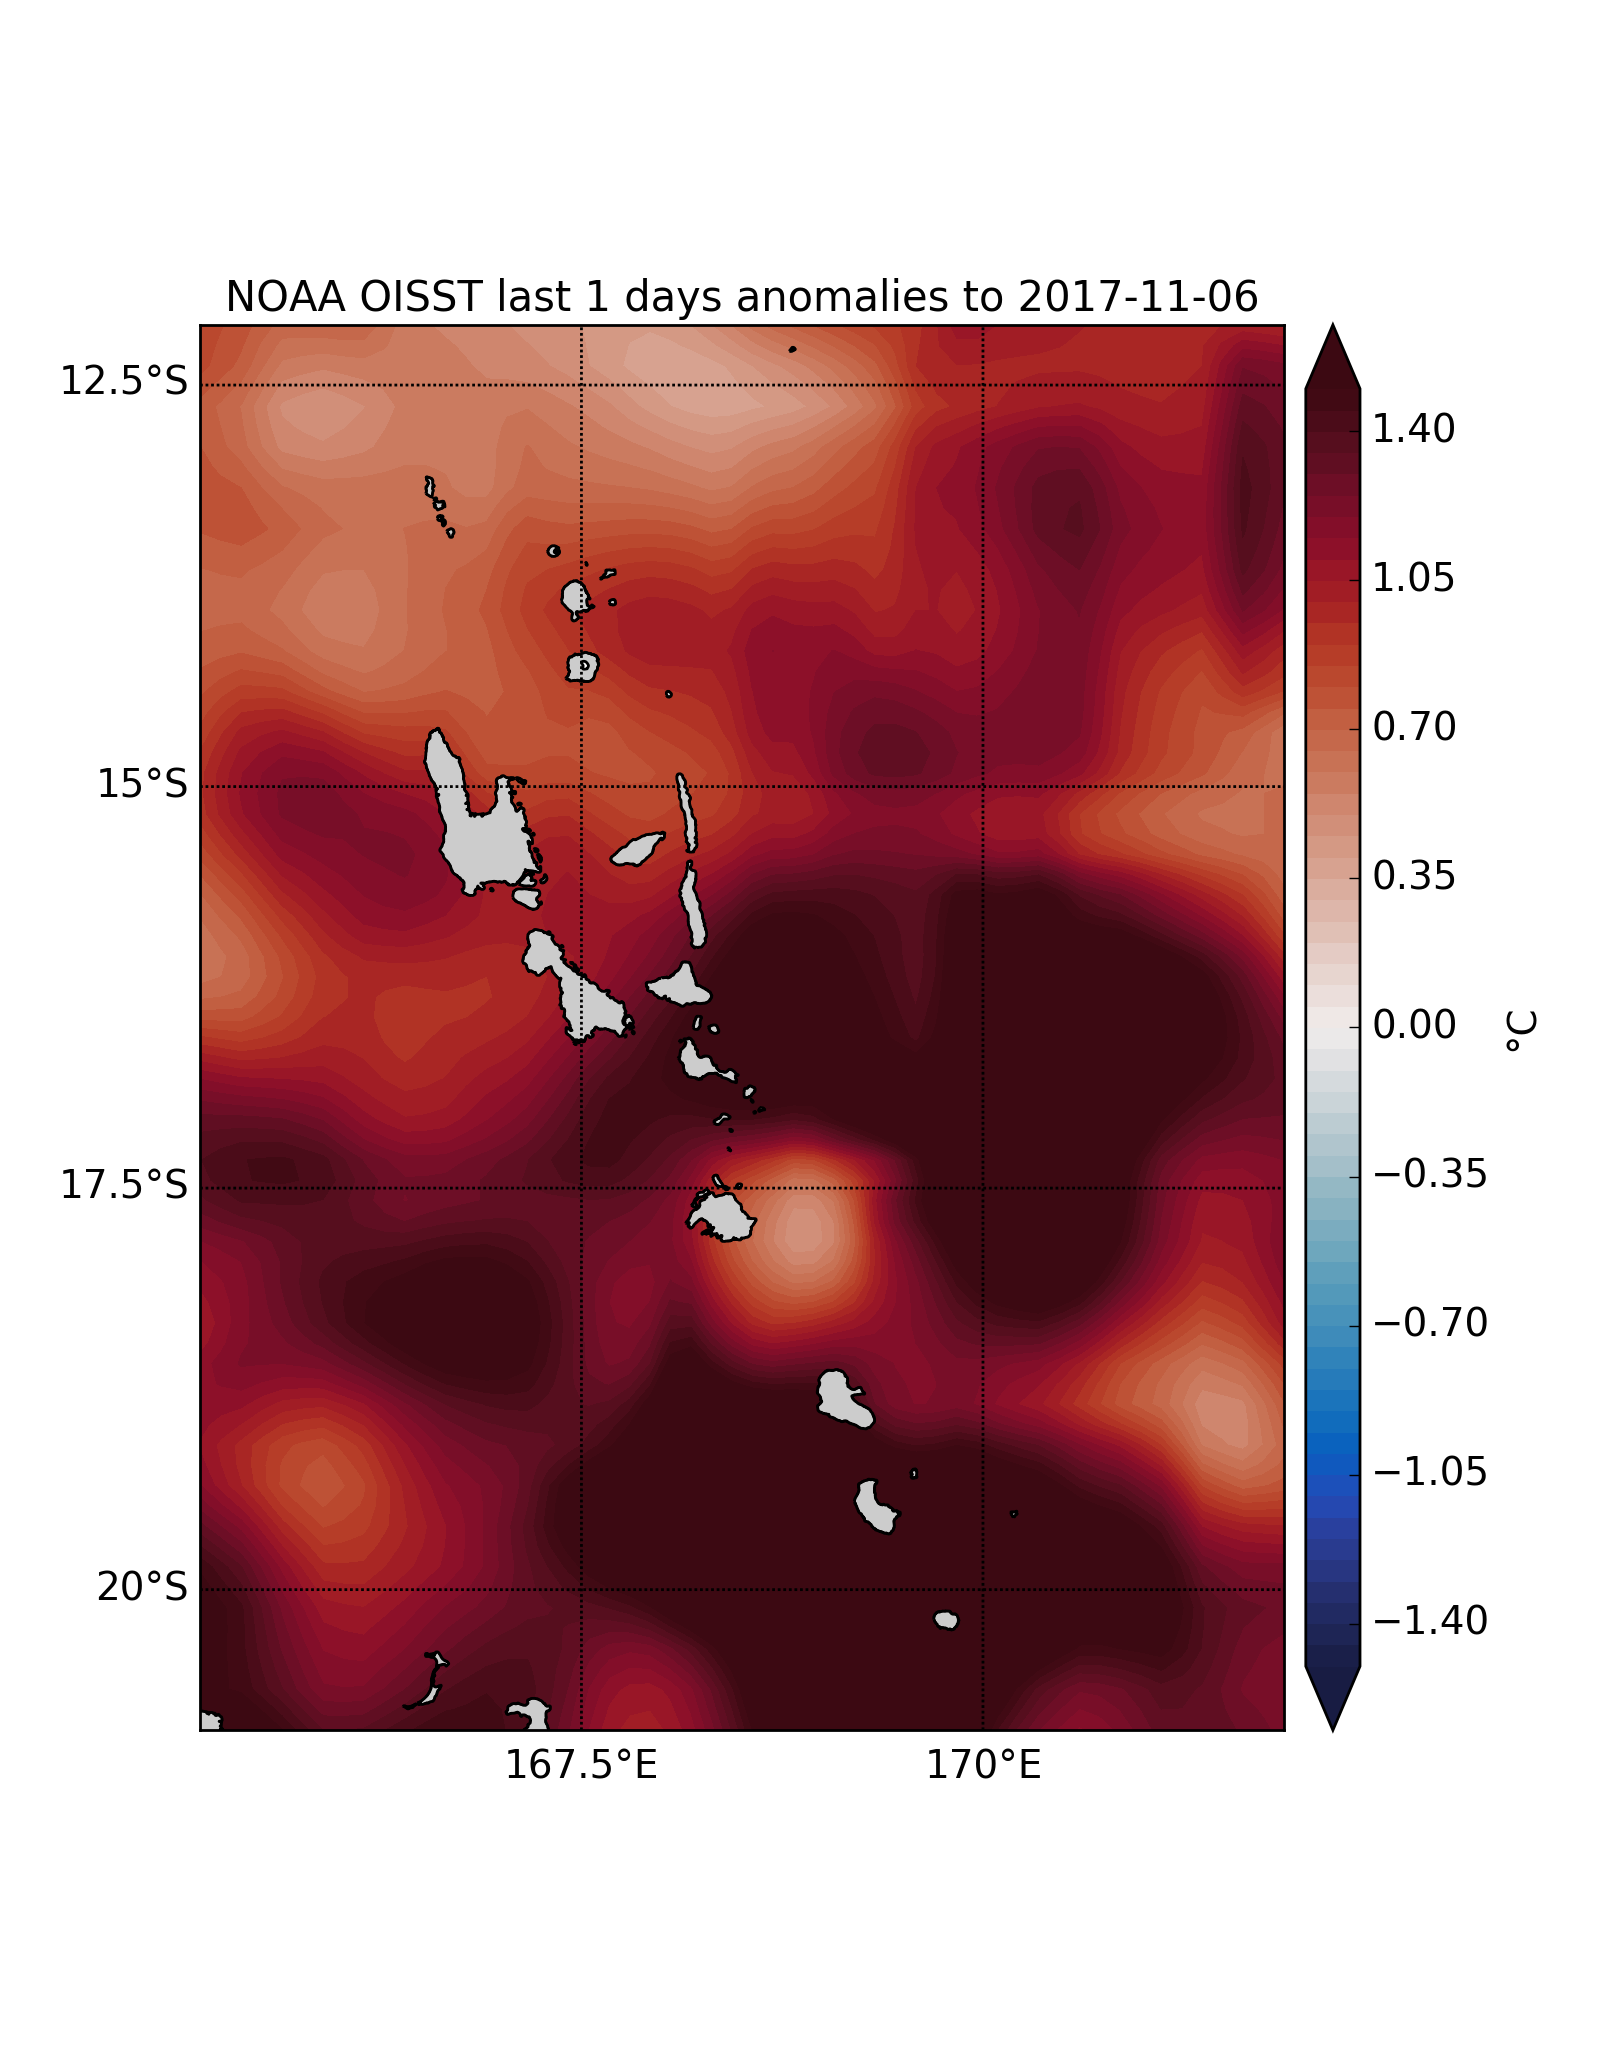 NOAA OISST last 1 days anomalies to 2017-11-06
12.5°S
15°S
17.5°S
20°S
167.5°E
170°E
1.40
1.05
0.70
0.35
0.00
−0.35
−0.70
−1.05
−1.40
°C